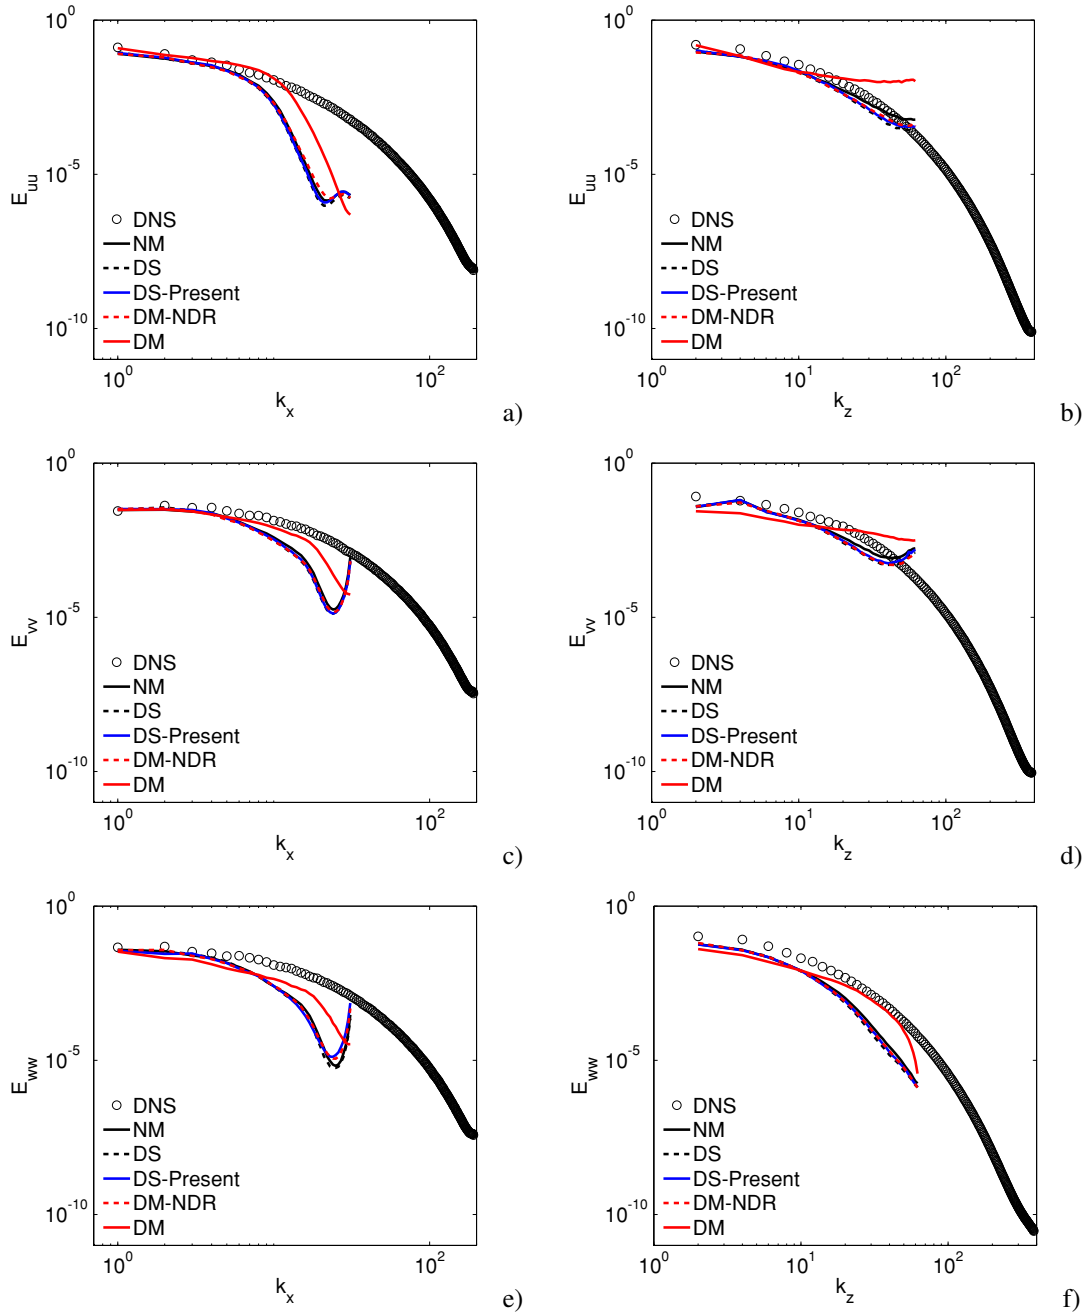 10^0
10^-5
10^-10
E_uu
DNS
NM
DS
DS-Present
DM-NDR
DM
10^0
10^2
k_x
a)
10^0
10^-5
10^-10
E_uu
DNS
NM
DS
DS-Present
DM-NDR
DM
10^0
10^1
10^2
k_z
b)
10^0
10^-5
10^-10
E_vv
DNS
NM
DS
DS-Present
DM-NDR
DM
10^0
10^2
k_x
c)
10^0
10^-5
10^-10
E_vv
DNS
NM
DS
DS-Present
DM-NDR
DM
10^0
10^1
10^2
k_z
d)
10^0
10^-5
10^-10
E_ww
DNS
NM
DS
DS-Present
DM-NDR
DM
10^0
10^2
k_x
e)
10^0
10^-5
10^-10
E_ww
DNS
NM
DS
DS-Present
DM-NDR
DM
10^0
10^1
10^2
k_z
f)